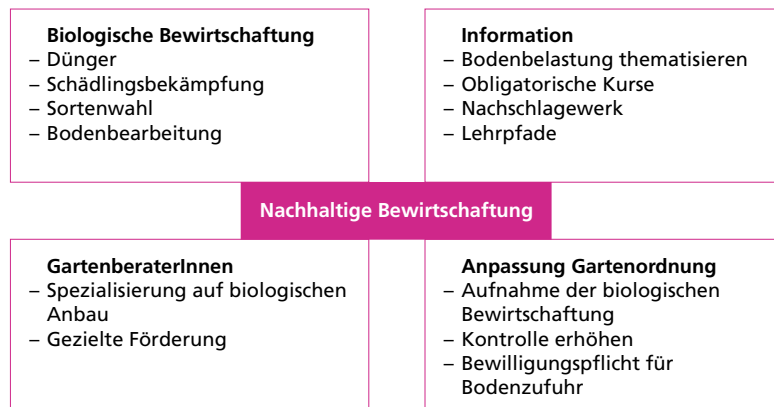 Biologische Bewirtschaftung
– Dünger
– Schädlingsbekämpfung
– Sortenwahl
– Bodenbearbeitung
Information
– Bodenbelastung thematisieren
– Obligatorische Kurse
– Nachschlagewerk
– Lehrpfade
Nachhaltige Bewirtschaftung
GartenberaterInnen
– Spezialisierung auf biologischen
Anbau
– Gezielte Förderung
Anpassung Gartenordnung
– Aufnahme der biologischen
Bewirtschaftung
– Kontrolle erhöhen
– Bewilligungspflicht für
Bodenzufuhr